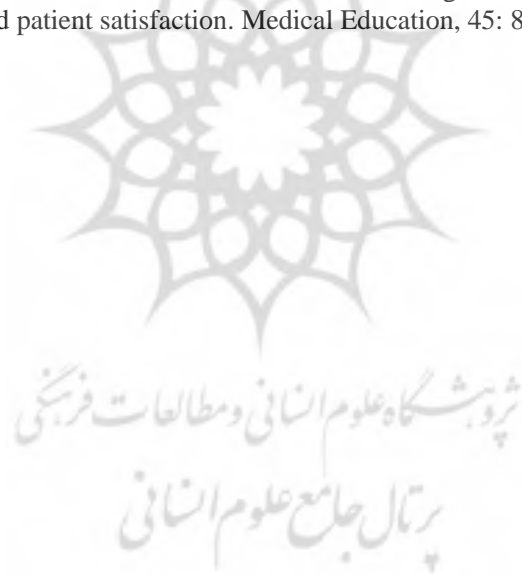 d patient satisfaction. Medical Education, 45: 8
پژوهشگاه علوم انسانی و مطالعات فرهنگی
پرتال جامع علوم انسانی